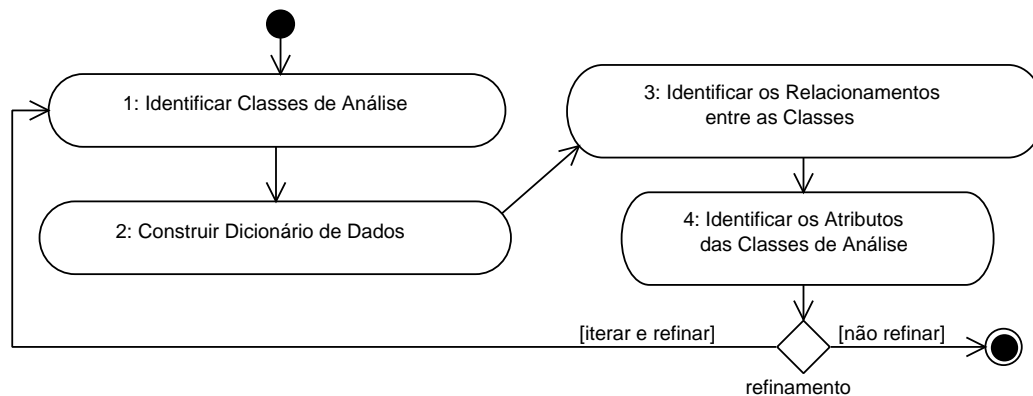 1: Identificar Classes de Análise
2: Construir Dicionário de Dados
3: Identificar os Relacionamentos
entre as Classes
4: Identificar os Atributos
das Classes de Análise
[iterar e refinar]
[não refinar]
refinamento